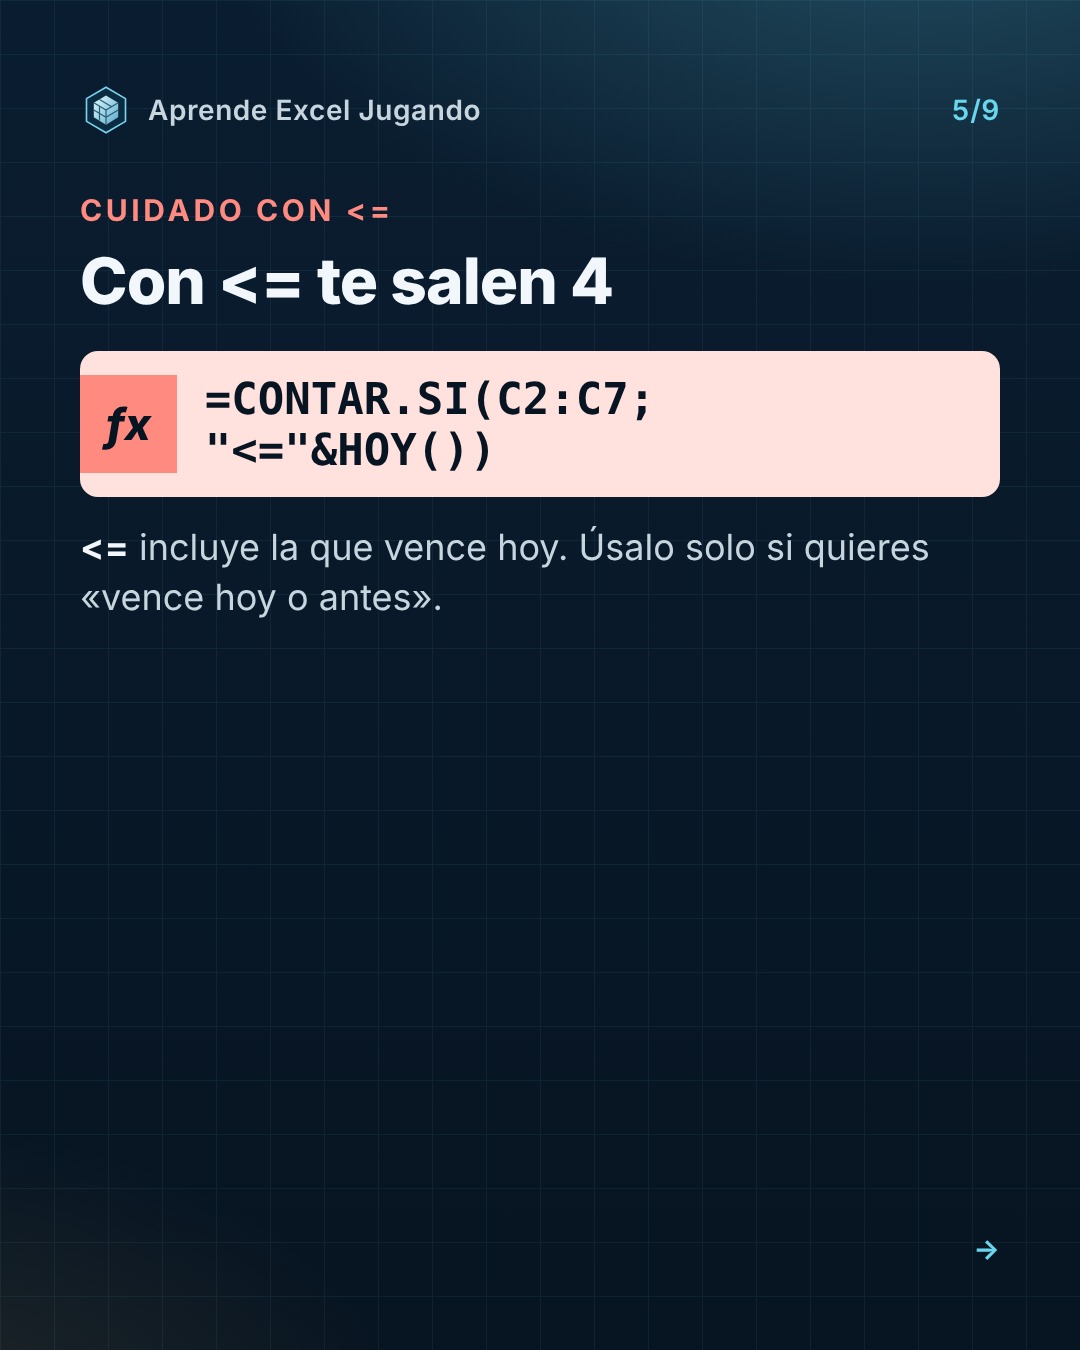 Aprende Excel Jugando
5/9
CUIDADO CON <=
Con <= te salen 4
fx
=CONTAR.SI(C2:C7;
"<="&HOY())
<= incluye la que vence hoy. Úsalo solo si quieres
«vence hoy o antes».
→